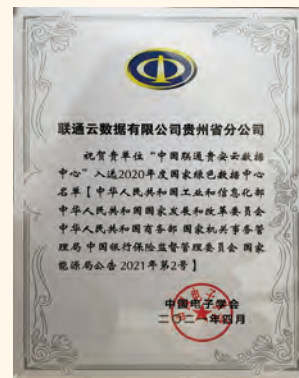 联通云数据有限公司贵州省分公司
祝贺贵单位“中国联通贵安云数据
中心”入选2020年度国家绿色数据中心
名单【中华人民共和国工业和信息化部
中华人民共和国国家发展和改革委员会
中华人民共和国商务部 国家机关事务管
理局 中国银行保险监督管理委员会 国家
能源局公告 2021年第2号】
中国电子学会
二〇二一年四月